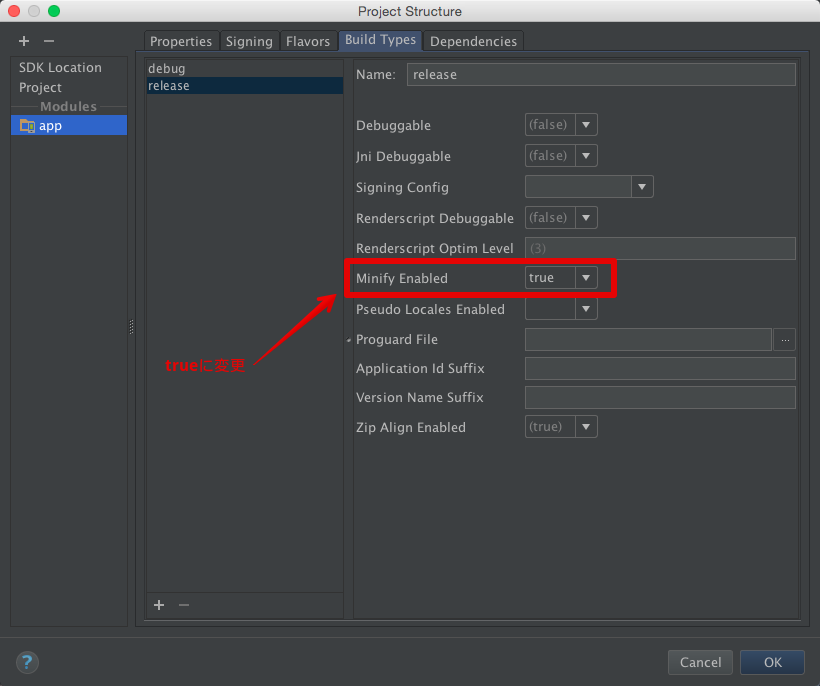 Project Structure
Properties
Signing
Flavors
Build Types
Dependencies
SDK Location
Project
Modules
app
debug
release
Name:
release
Debuggable
(false)
Jni Debuggable
(false)
Signing Config
Renderscript Debuggable
(false)
Renderscript Optim Level
(3)
Minify Enabled
true
Pseudo Locales Enabled
Proguard File
...
trueに変更
Application Id Suffix
Version Name Suffix
Zip Align Enabled
(true)
?
Cancel
OK